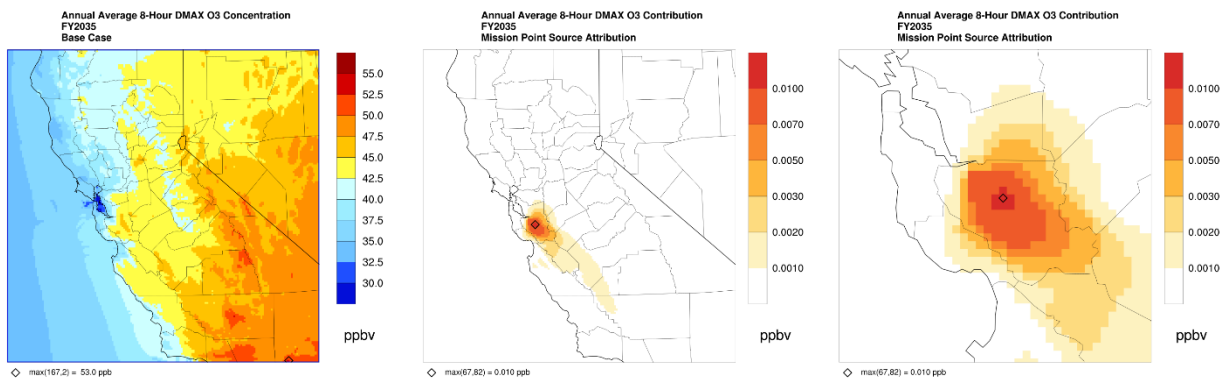 Annual Average 8-Hour DMAX O3 Concentration
FY2035
Base Case
55.0
52.5
50.0
47.5
45.0
42.5
40.0
37.5
35.0
32.5
30.0
ppbv
max(167,2) = 53.0 ppb
Annual Average 8-Hour DMAX O3 Contribution
FY2035
Mission Point Source Attribution
0.0100
0.0070
0.0050
0.0030
0.0020
0.0010
ppbv
max(67,82) = 0.010 ppb
Annual Average 8-Hour DMAX O3 Contribution
FY2035
Mission Point Source Attribution
0.0100
0.0070
0.0050
0.0030
0.0020
0.0010
ppbv
max(67,82) = 0.010 ppb